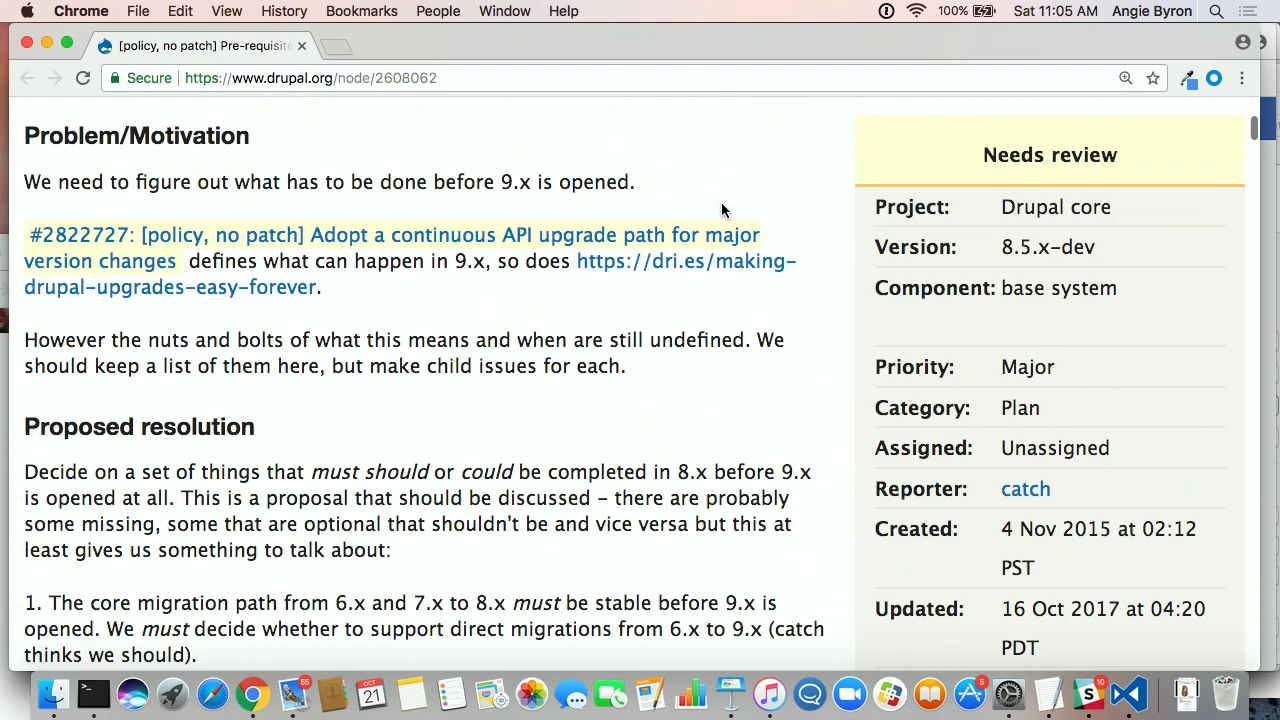 Chrome File Edit View History Bookmarks People Window Help 100% Sat 11:05 AM Angie Byron
[policy, no patch] Pre-requisite
Secure https://www.drupal.org/node/2608062
Problem/Motivation
We need to figure out what has to be done before 9.x is opened.
#2822727: [policy, no patch] Adopt a continuous API upgrade path for major
version changes defines what can happen in 9.x, so does https://dri.es/making-
drupal-upgrades-easy-forever.
However the nuts and bolts of what this means and when are still undefined. We
should keep a list of them here, but make child issues for each.
Proposed resolution
Decide on a set of things that must should or could be completed in 8.x before 9.x
is opened at all. This is a proposal that should be discussed - there are probably
some missing, some that are optional that shouldn't be and vice versa but this at
least gives us something to talk about:
1. The core migration path from 6.x and 7.x to 8.x must be stable before 9.x is
opened. We must decide whether to support direct migrations from 6.x to 9.x (catch
thinks we should).
Needs review
Project: Drupal core
Version: 8.5.x-dev
Component: base system
Priority: Major
Category: Plan
Assigned: Unassigned
Reporter: catch
Created: 4 Nov 2015 at 02:12
PST
Updated: 16 Oct 2017 at 04:20
PDT
55 OCT 5 10
21